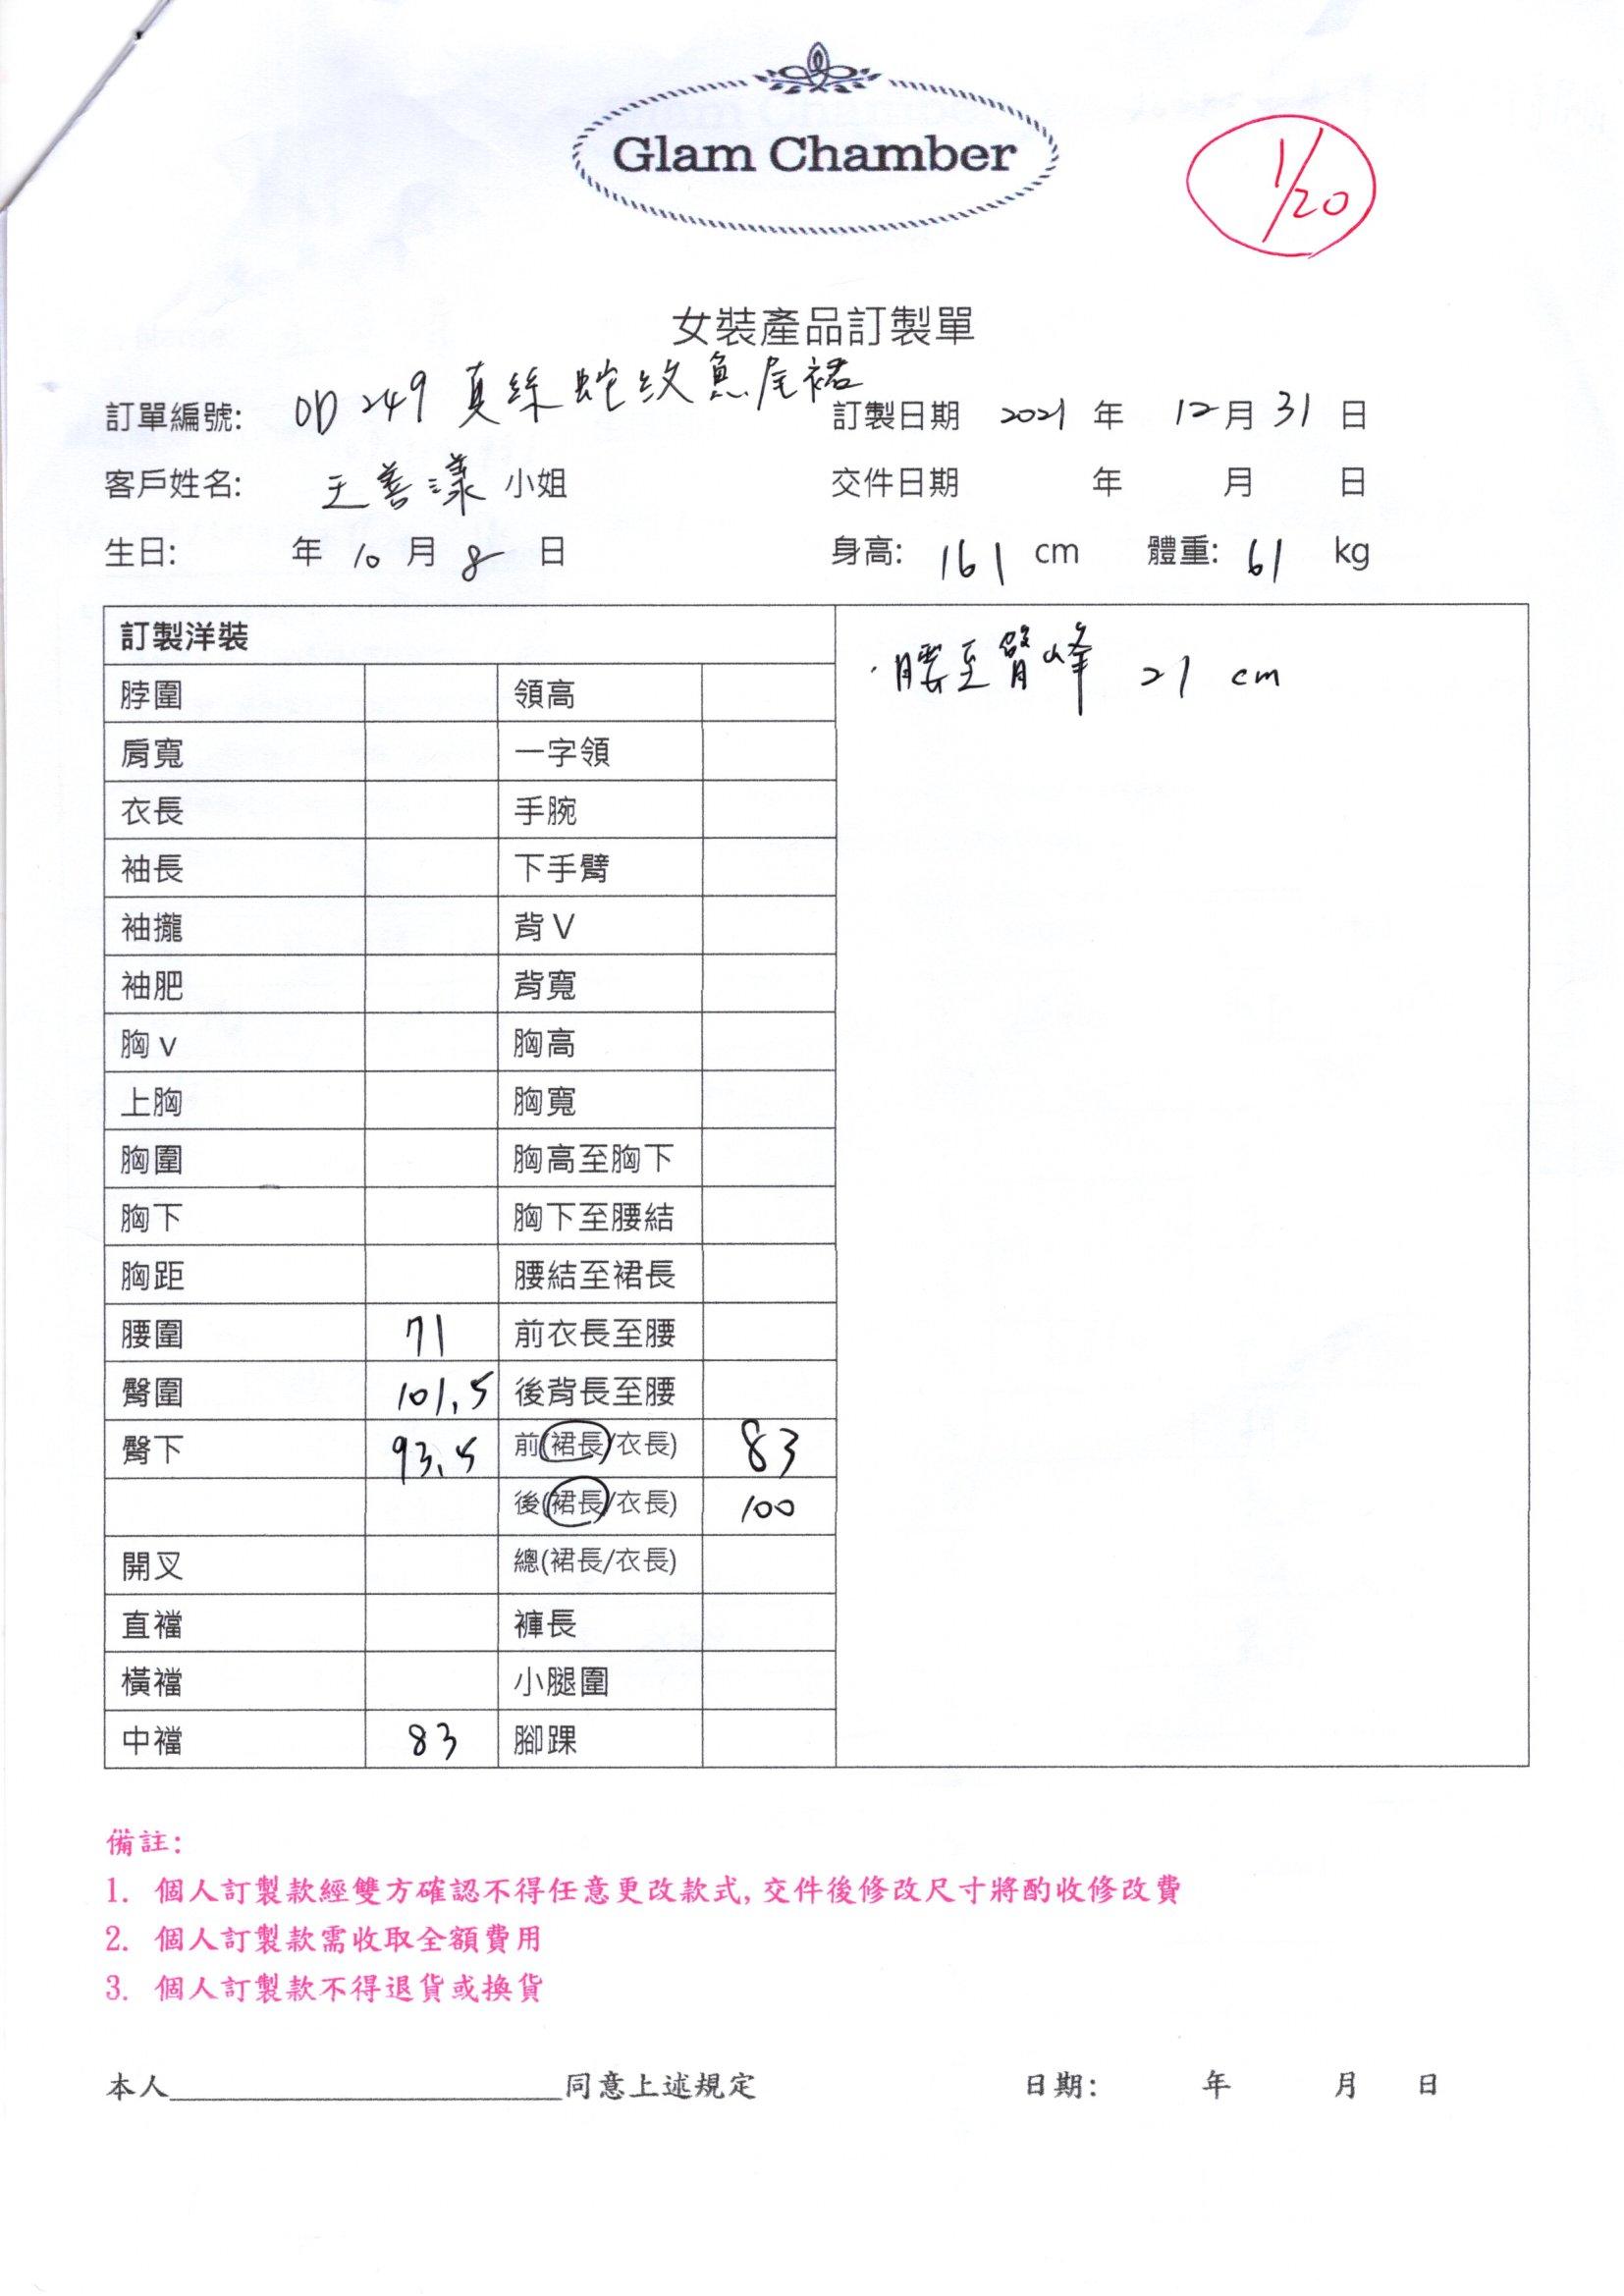 Glam Chamber
1/20
女裝產品訂製單
訂單編號: OD 249 真絲蛇紋魚尾裙 訂製日期 2021 年 12 月 31 日
客戶姓名: 王善漾 小姐 交件日期 年 月 日
生日: 年 10 月 8 日 身高: 161 cm 體重: 61 kg
訂製洋裝
·腰至臀峰 21 cm
脖圍 領高
肩寬 一字領
衣長 手腕
袖長 下手臂
袖攏 背 V
袖肥 背寬
胸 v 胸高
上胸 胸寬
胸圍 胸高至胸下
胸下 胸下至腰結
胸距 腰結至裙長
腰圍 71 前衣長至腰
臀圍 101.5 後背長至腰
臀下 93.5 前(裙長/衣長) 83
後(裙長/衣長) 100
開叉 總(裙長/衣長)
直襠 褲長
橫襠 小腿圍
中襠 83 腳踝
備註:
1. 個人訂製款經雙方確認不得任意更改款式,交件後修改尺寸將酌收修改費
2. 個人訂製款需收取全額費用
3. 個人訂製款不得退貨或換貨
本人____________________同意上述規定 日期: 年 月 日